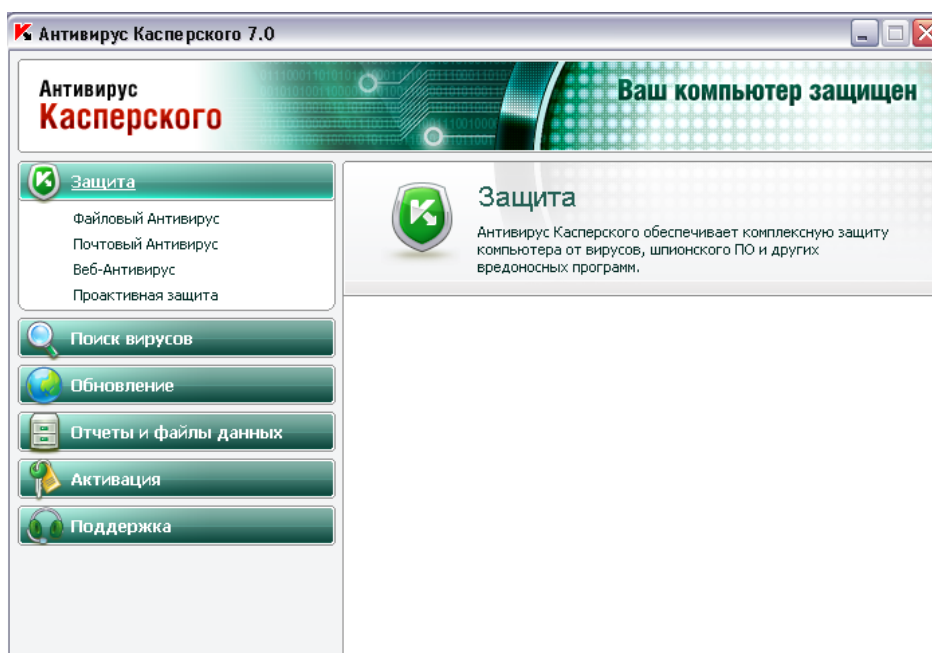 Антивирус Касперского 7.0
Антивирус
Касперского
Ваш компьютер защищен
Защита
Файловый Антивирус
Почтовый Антивирус
Веб-Антивирус
Проактивная защита
Поиск вирусов
Обновление
Отчеты и файлы данных
Активация
Поддержка
Защита
Антивирус Касперского обеспечивает комплексную защиту
компьютера от вирусов, шпионского ПО и других
вредоносных программ.